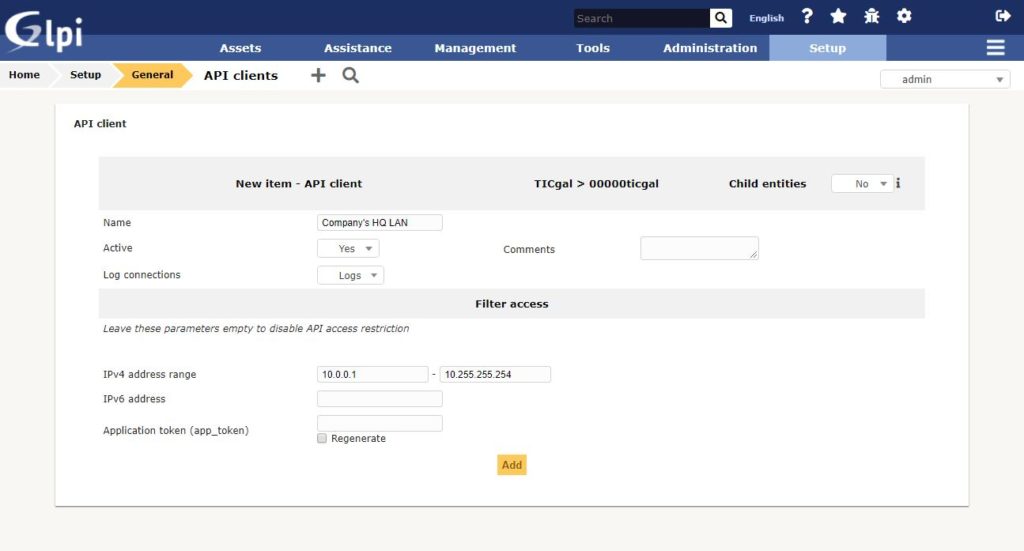 Glpi
Search English
Assets Assistance Management Tools Administration Setup
Home Setup General API clients admin
API client
New item - API client TICgal > 00000ticgal Child entities No
Name Company's HQ LAN
Active Yes Comments
Log connections Logs
Filter access
Leave these parameters empty to disable API access restriction
IPv4 address range 10.0.0.1 - 10.255.255.254
IPv6 address
Application token (app_token)
Regenerate
Add